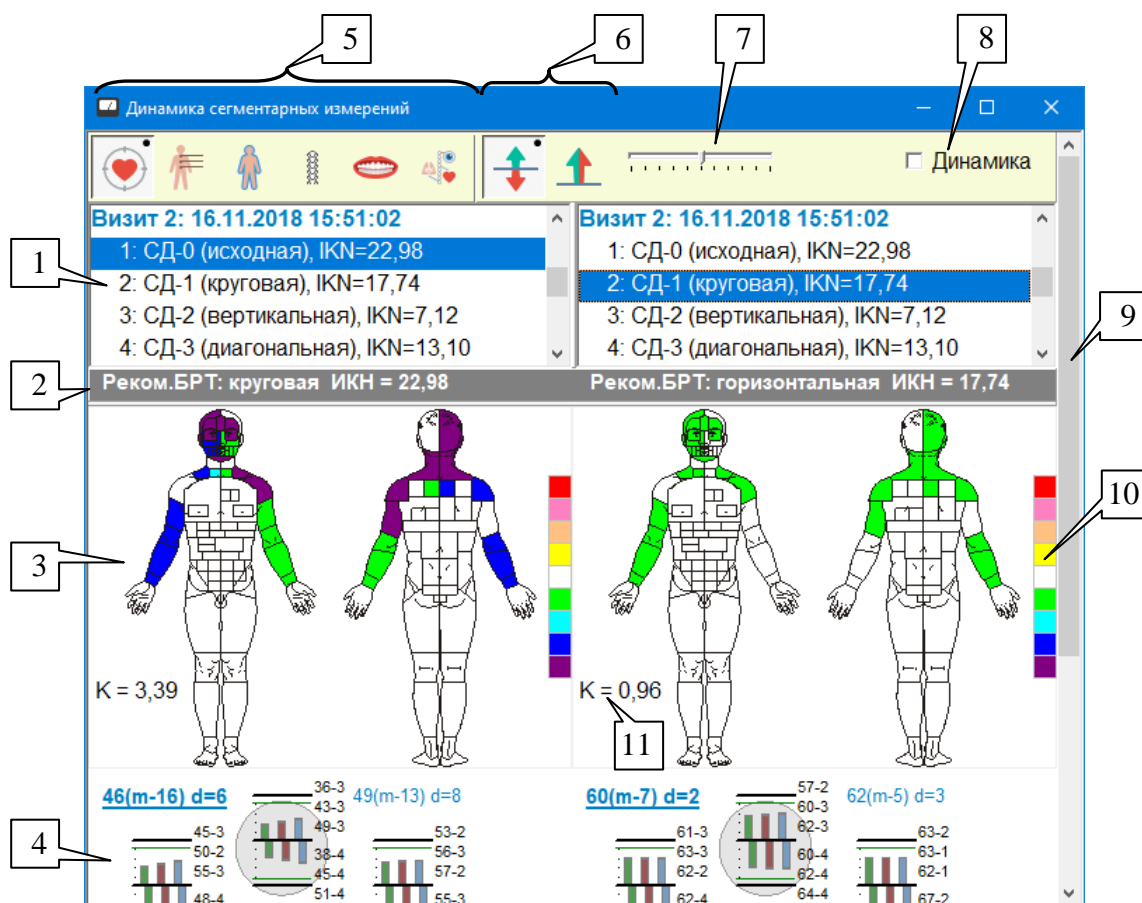 5
6
7
8
Динамика сегментарных измерений
Динамика
Визит 2: 16.11.2018 15:51:02
1: СД-0 (исходная), IKN=22,98
2: СД-1 (круговая), IKN=17,74
3: СД-2 (вертикальная), IKN=7,12
4: СД-3 (диагональная), IKN=13,10
Визит 2: 16.11.2018 15:51:02
1: СД-0 (исходная), IKN=22,98
2: СД-1 (круговая), IKN=17,74
3: СД-2 (вертикальная), IKN=7,12
4: СД-3 (диагональная), IKN=13,10
1
9
2
Реком.БРТ: круговая ИКН = 22,98
Реком.БРТ: горизонтальная ИКН = 17,74
10
3
K = 3,39
K = 0,96
11
46(m-16) d=6
36-3
43-3
49-3
38-4
45-4
51-4
49(m-13) d=8
60(m-7) d=2
57-2
60-3
62-3
60-4
62-4
64-4
62(m-5) d=3
4
45-3
50-2
55-3
48-4
53-2
56-3
57-2
55-3
61-3
63-3
62-2
62-4
63-2
63-1
62-1
67-2